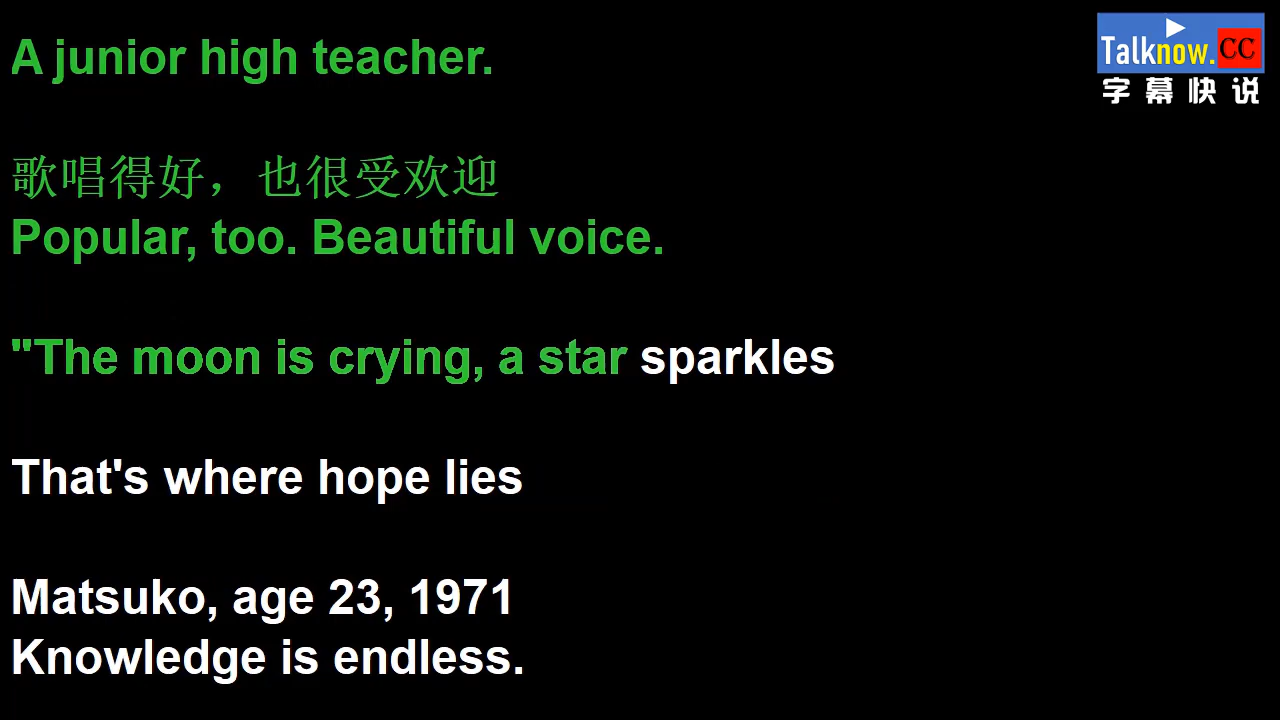 A junior high teacher.
Talknow.CC
字幕快说
歌唱得好，也很受欢迎
Popular, too. Beautiful voice.
"The moon is crying, a star sparkles
That's where hope lies
Matsuko, age 23, 1971
Knowledge is endless.